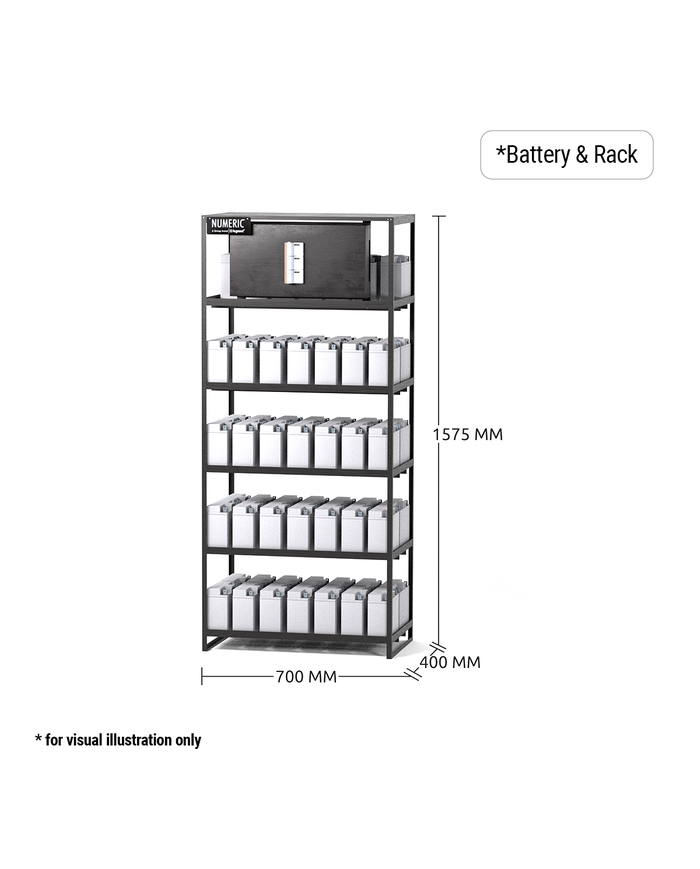 *Battery & Rack
NUMERIC
1575 MM
400 MM
700 MM
* for visual illustration only